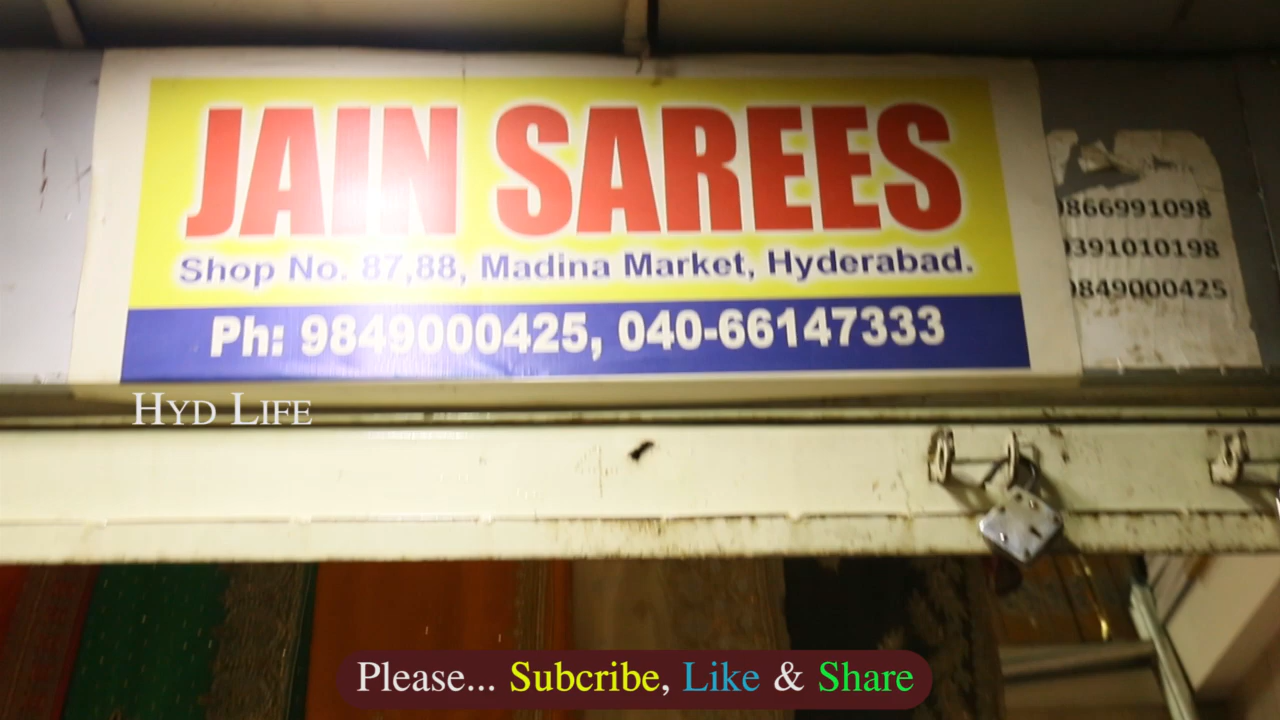 JAIN SAREES
Shop No. 87,88, Madina Market, Hyderabad.
Ph: 9849000425, 040-66147333
9866991098
9391010198
9849000425
HYD LIFE
Please... Subcribe, Like & Share